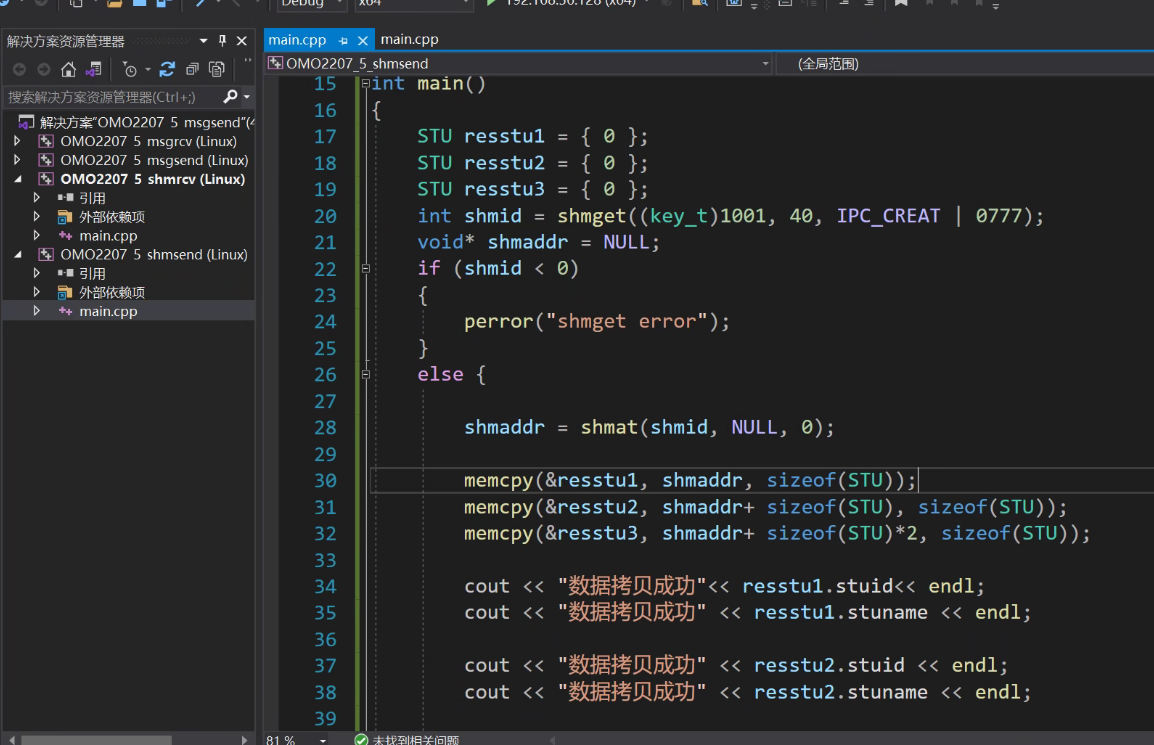 Debug x64 192.168.30.128 (x64)
解决方案资源管理器
main.cpp main.cpp
OMO2207_5_shmsend (全局范围)
搜索解决方案资源管理器(Ctrl+;)
解决方案"OMO2207 5 msgsend"(4
OMO2207 5 msgrcv (Linux)
OMO2207 5 msgsend (Linux)
OMO2207 5 shmrcv (Linux)
引用
外部依赖项
main.cpp
OMO2207 5 shmsend (Linux)
引用
外部依赖项
main.cpp
15 int main()
16 {
17 STU resstu1 = { 0 };
18 STU resstu2 = { 0 };
19 STU resstu3 = { 0 };
20 int shmid = shmget((key_t)1001, 40, IPC_CREAT | 0777);
21 void* shmaddr = NULL;
22 if (shmid < 0)
23 {
24 perror("shmget error");
25 }
26 else {
27
28 shmaddr = shmat(shmid, NULL, 0);
29
30 memcpy(&resstu1, shmaddr, sizeof(STU));
31 memcpy(&resstu2, shmaddr+ sizeof(STU), sizeof(STU));
32 memcpy(&resstu3, shmaddr+ sizeof(STU)*2, sizeof(STU));
33
34 cout << "数据拷贝成功"<< resstu1.stuid<< endl;
35 cout << "数据拷贝成功" << resstu1.stuname << endl;
36
37 cout << "数据拷贝成功" << resstu2.stuid << endl;
38 cout << "数据拷贝成功" << resstu2.stuname << endl;
39
81 % 未找到相关问题